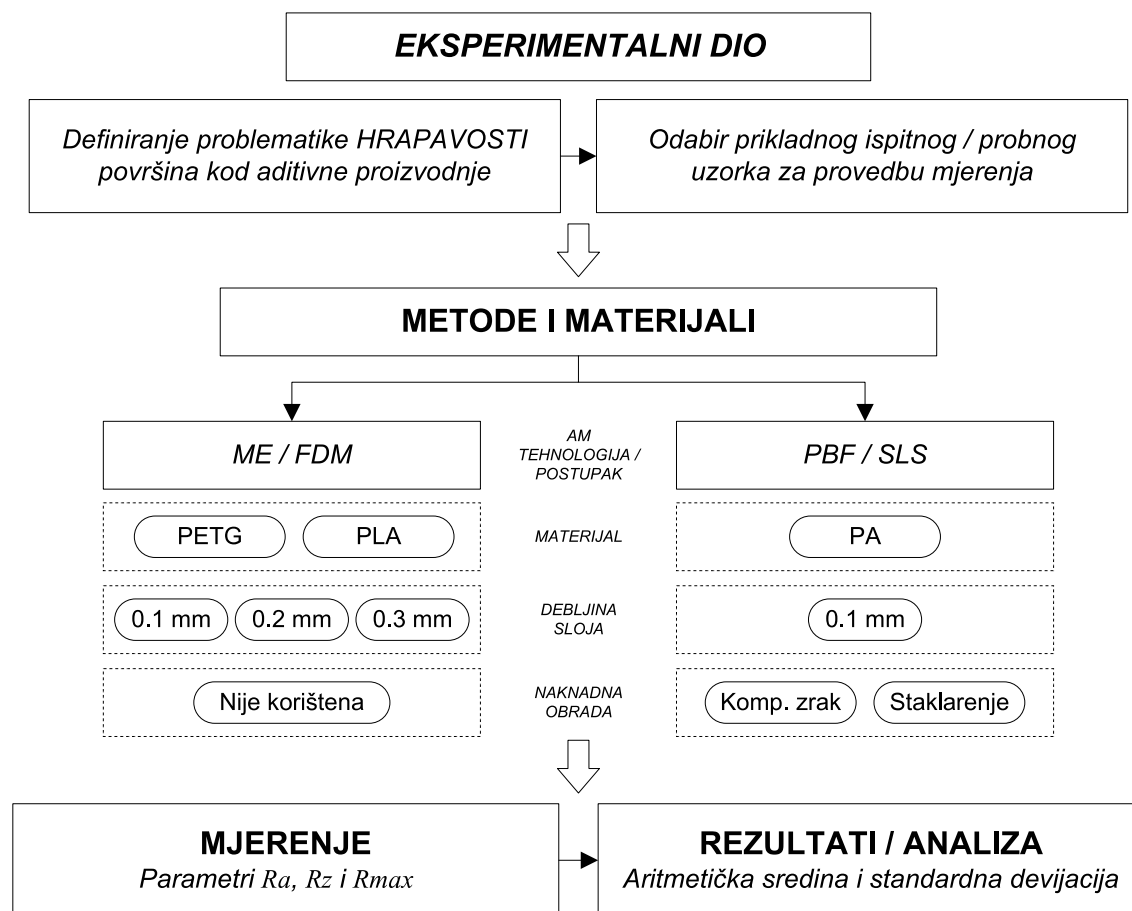 EKSPERIMENTALNI DIO
Definiranje problematike HRAPAVOSTI
površina kod aditivne proizvodnje
Odabir prikladnog ispitnog / probnog
uzorka za provedbu mjerenja
METODE I MATERIJALI
ME / FDM
AM
TEHNOLOGIJA /
POSTUPAK
PBF / SLS
PETG
PLA
MATERIJAL
PA
0.1 mm
0.2 mm
0.3 mm
DEBLJINA
SLOJA
0.1 mm
Nije korištena
NAKNADNA
OBRADA
Komp. zrak
Staklarenje
MJERENJE
Parametri Ra, Rz i Rmax
REZULTATI / ANALIZA
Aritmetička sredina i standardna devijacija